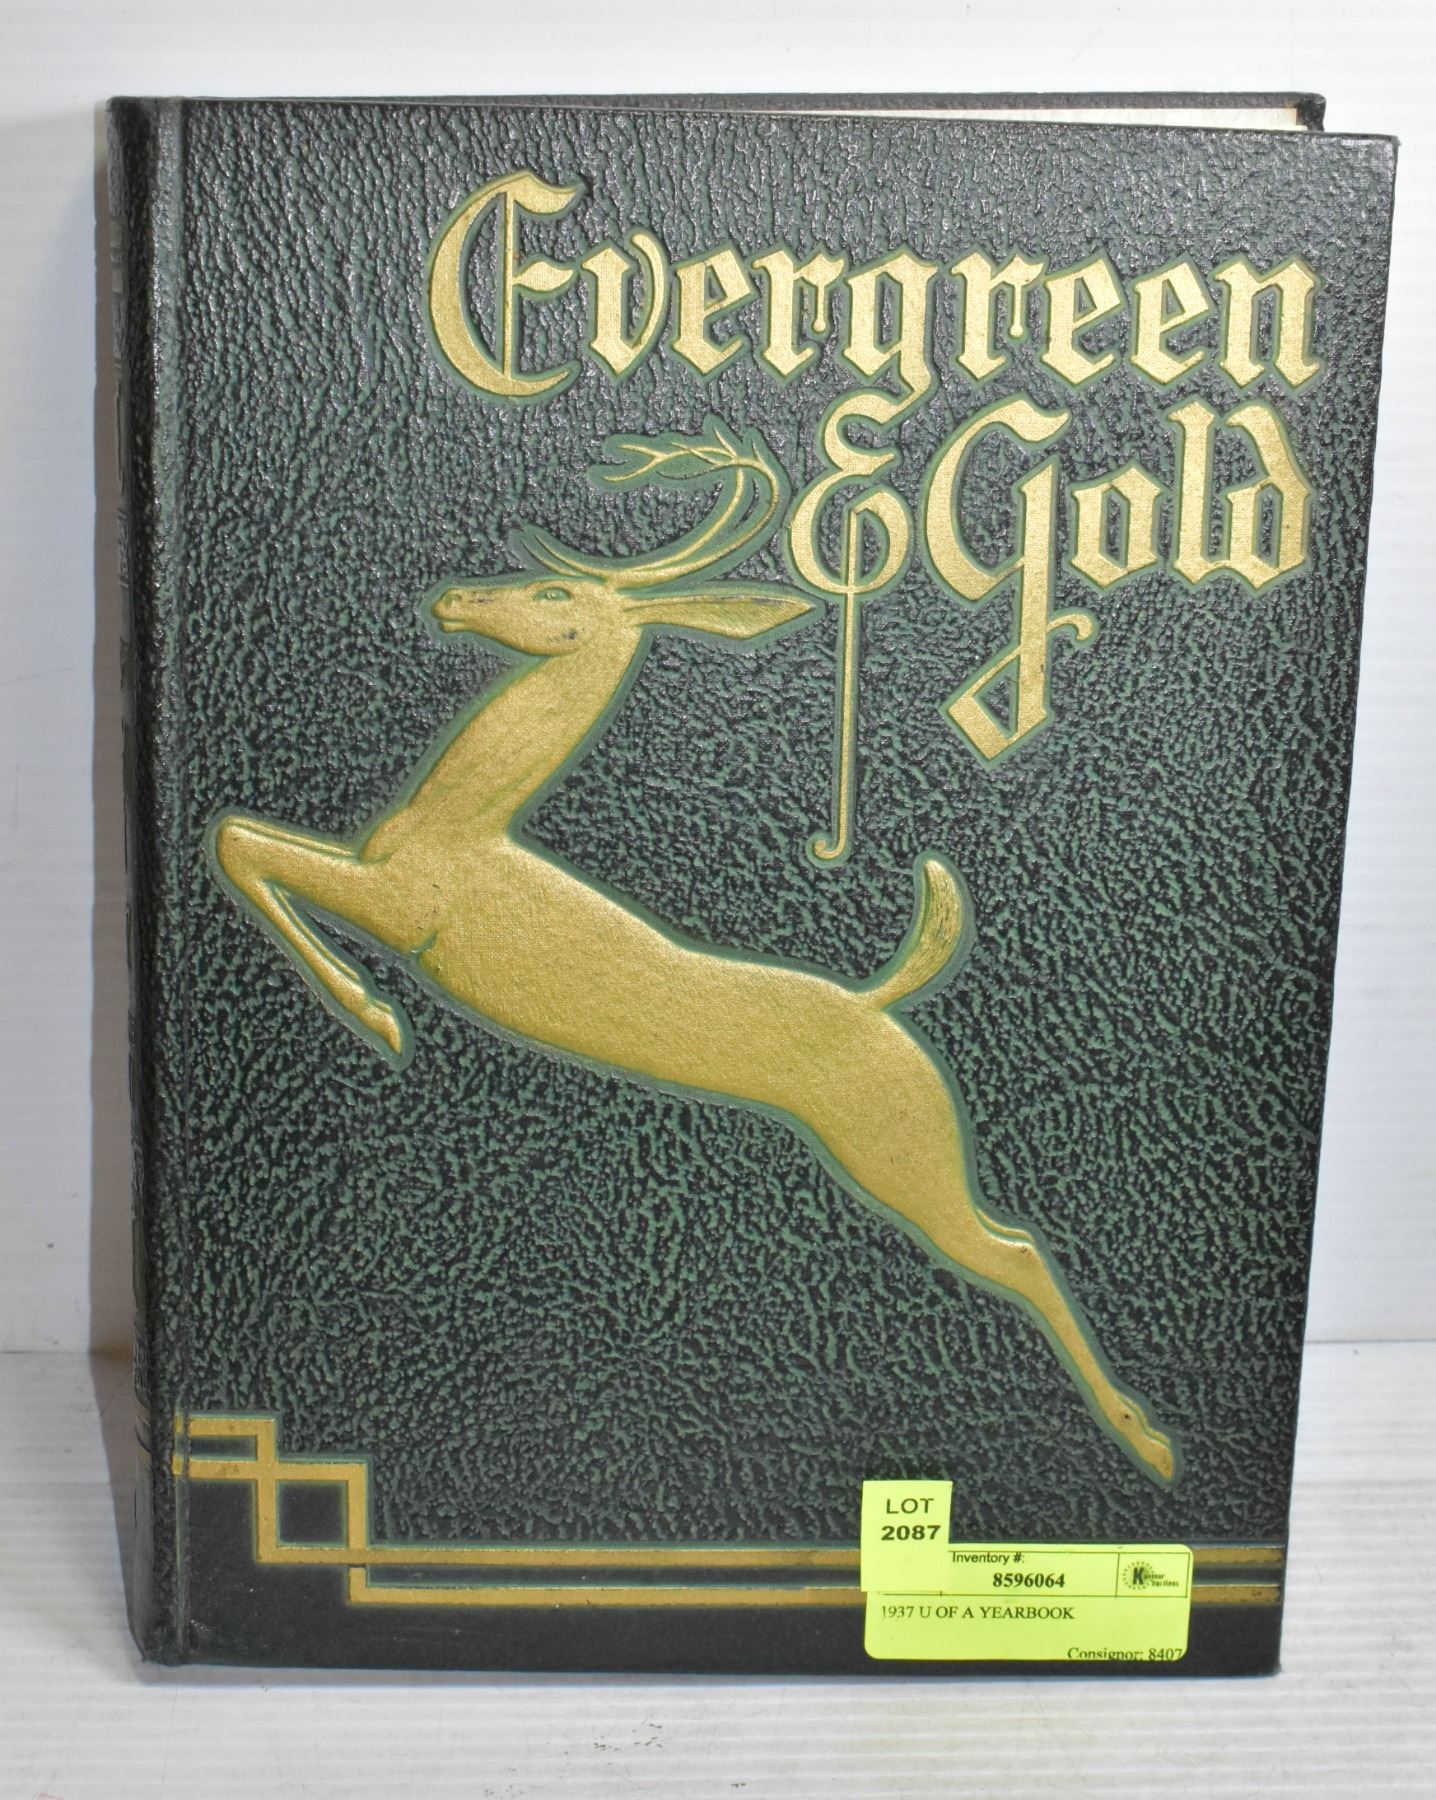 Evergreen
& Gold
LOT
2087
Inventory #:
8596064
1937 U OF A YEARBOOK
Consignor: 8407